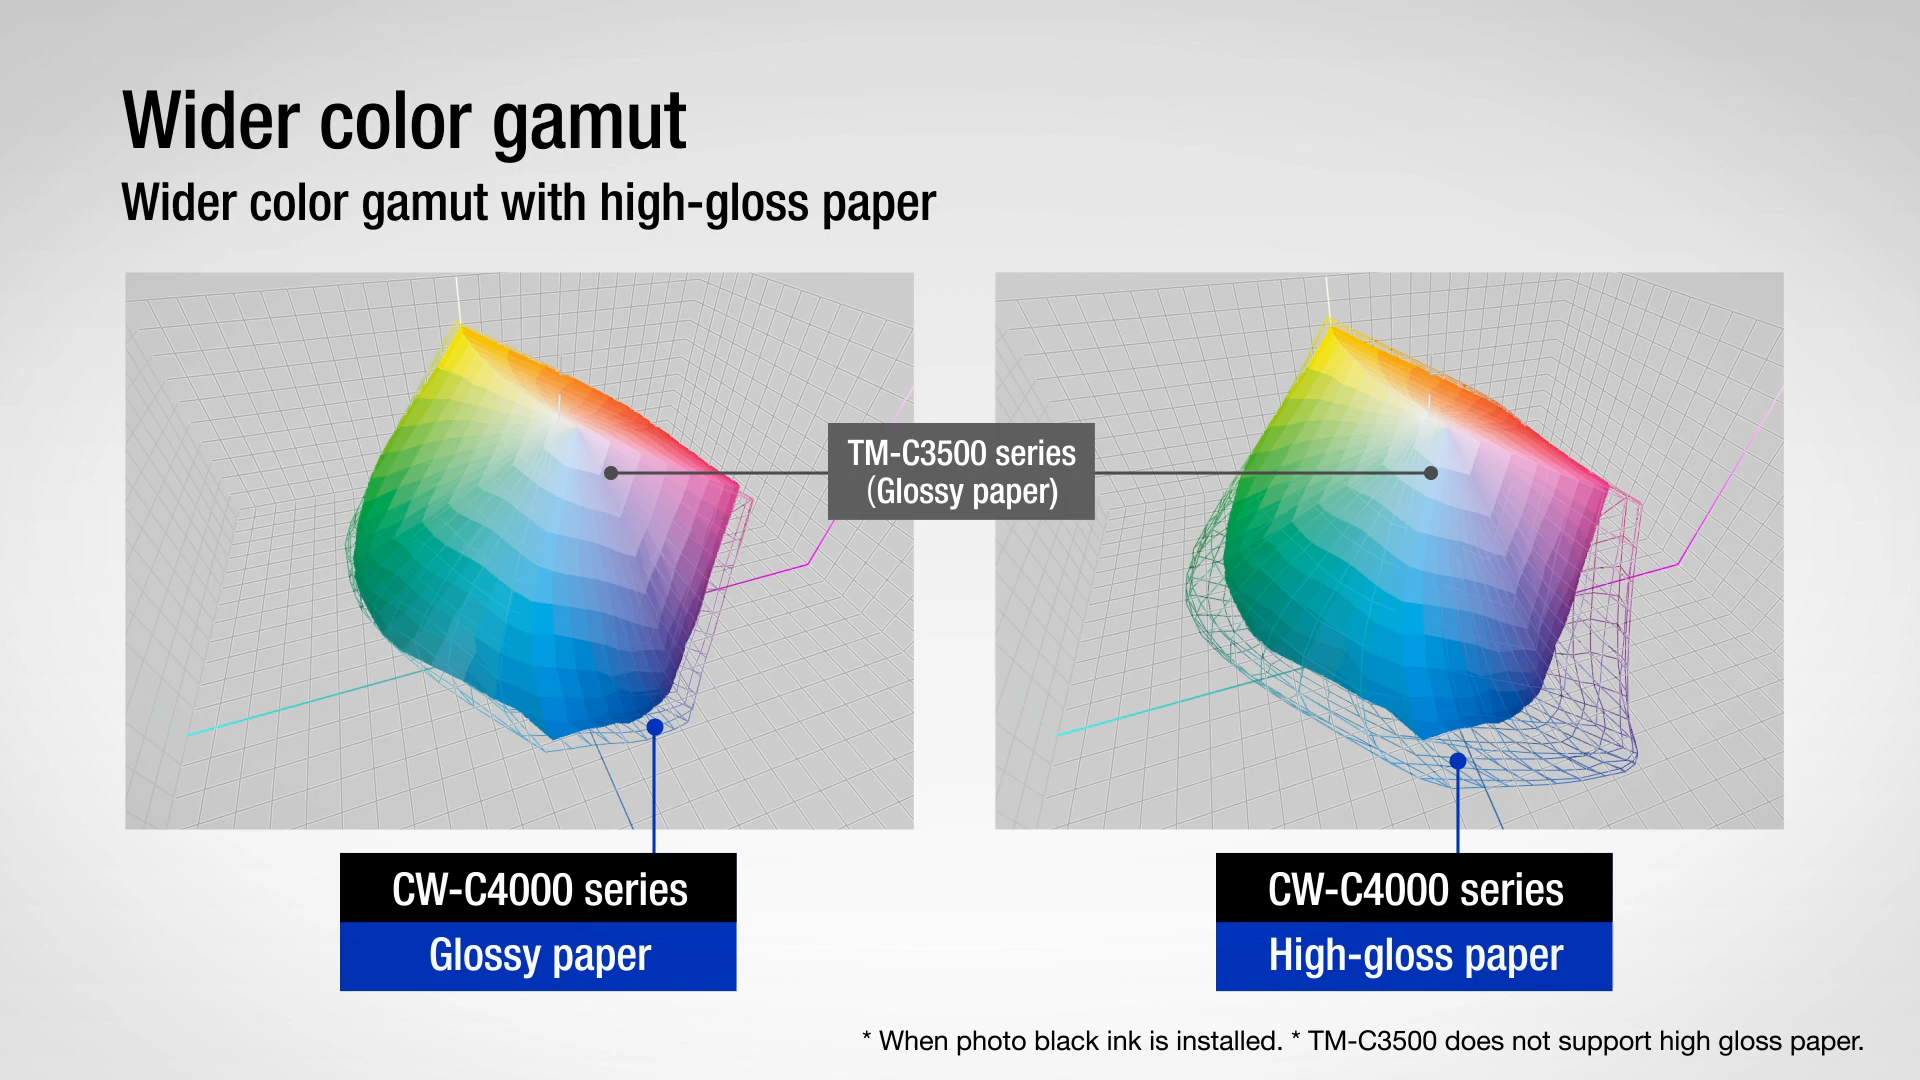 Wider color gamut
Wider color gamut with high-gloss paper
TM-C3500 series
(Glossy paper)
CW-C4000 series
Glossy paper
CW-C4000 series
High-gloss paper
* When photo black ink is installed. * TM-C3500 does not support high gloss paper.